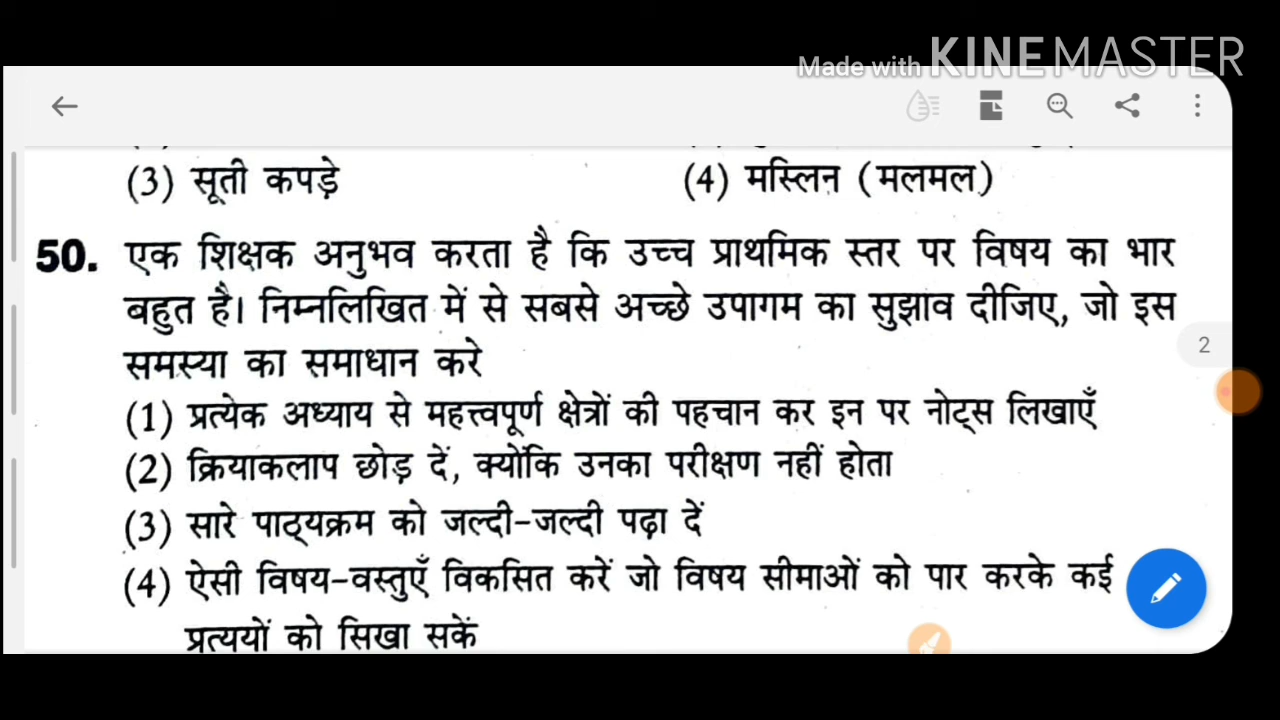 Made with KINEMASTER
(3) सूती कपड़े (4) मस्लिन (मलमल)
50. एक शिक्षक अनुभव करता है कि उच्च प्राथमिक स्तर पर विषय का भार
बहुत है। निम्नलिखित में से सबसे अच्छे उपागम का सुझाव दीजिए, जो इस
समस्या का समाधान करे
2
(1) प्रत्येक अध्याय से महत्त्वपूर्ण क्षेत्रों की पहचान कर इन पर नोट्स लिखाएँ
(2) क्रियाकलाप छोड़ दें, क्योंकि उनका परीक्षण नहीं होता
(3) सारे पाठ्यक्रम को जल्दी-जल्दी पढ़ा दें
(4) ऐसी विषय-वस्तुएँ विकसित करें जो विषय सीमाओं को पार करके कई
प्रत्ययों को सिखा सकें